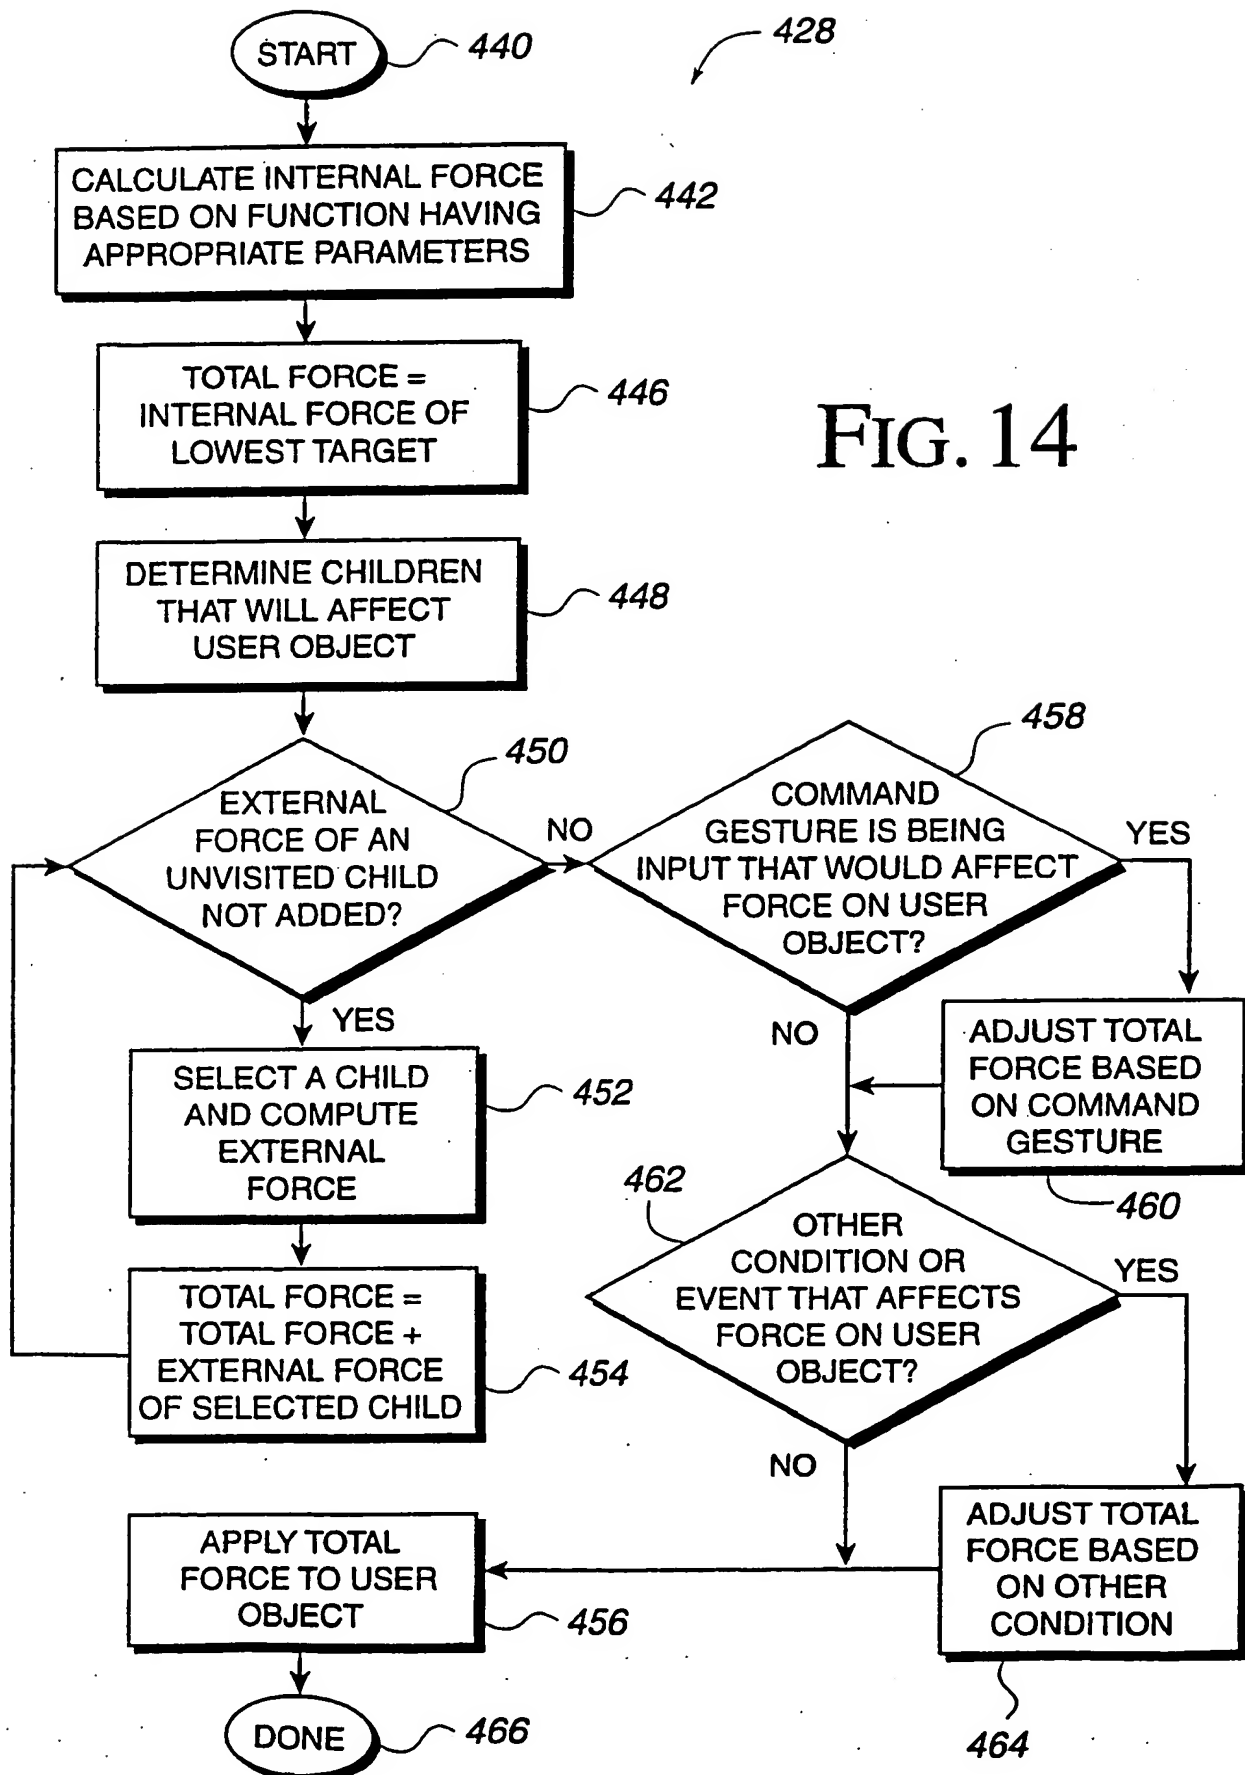 START
440
428
CALCULATE INTERNAL FORCE
BASED ON FUNCTION HAVING
APPROPRIATE PARAMETERS
442
TOTAL FORCE =
INTERNAL FORCE OF
LOWEST TARGET
446
FIG. 14
DETERMINE CHILDREN
THAT WILL AFFECT
USER OBJECT
448
EXTERNAL
FORCE OF AN
UNVISITED CHILD
NOT ADDED?
450
NO
YES
COMMAND
GESTURE IS BEING
INPUT THAT WOULD AFFECT
FORCE ON USER
OBJECT?
458
YES
NO
SELECT A CHILD
AND COMPUTE
EXTERNAL
FORCE
452
ADJUST TOTAL
FORCE BASED
ON COMMAND
GESTURE
460
TOTAL FORCE =
TOTAL FORCE +
EXTERNAL FORCE
OF SELECTED CHILD
454
462
OTHER
CONDITION OR
EVENT THAT AFFECTS
FORCE ON USER
OBJECT?
YES
NO
APPLY TOTAL
FORCE TO USER
OBJECT
456
ADJUST TOTAL
FORCE BASED
ON OTHER
CONDITION
464
DONE
466